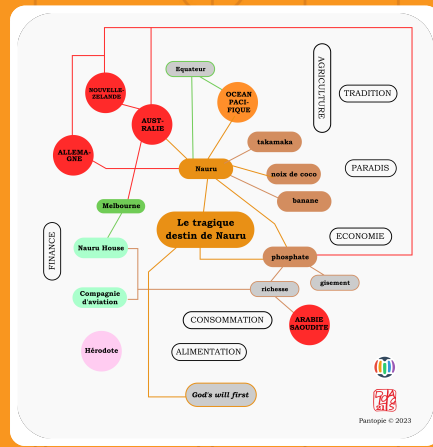 Equateur
NOUVELLE-
ZELANDE
OCEAN
PACI-
FIQUE
AGRICULTURE
TRADITION
AUST-
RALIE
takamaka
ALLEMA-
GNE
Nauru
noix de coco
PARADIS
banane
Melbourne
Le tragique
destin de Nauru
ECONOMIE
FINANCE
Nauru House
phosphate
gisement
richesse
Compagnie
d'aviation
CONSOMMATION
ARABIE
SAOUDITE
Hérodote
ALIMENTATION
God's will first
Pantopie © 2023